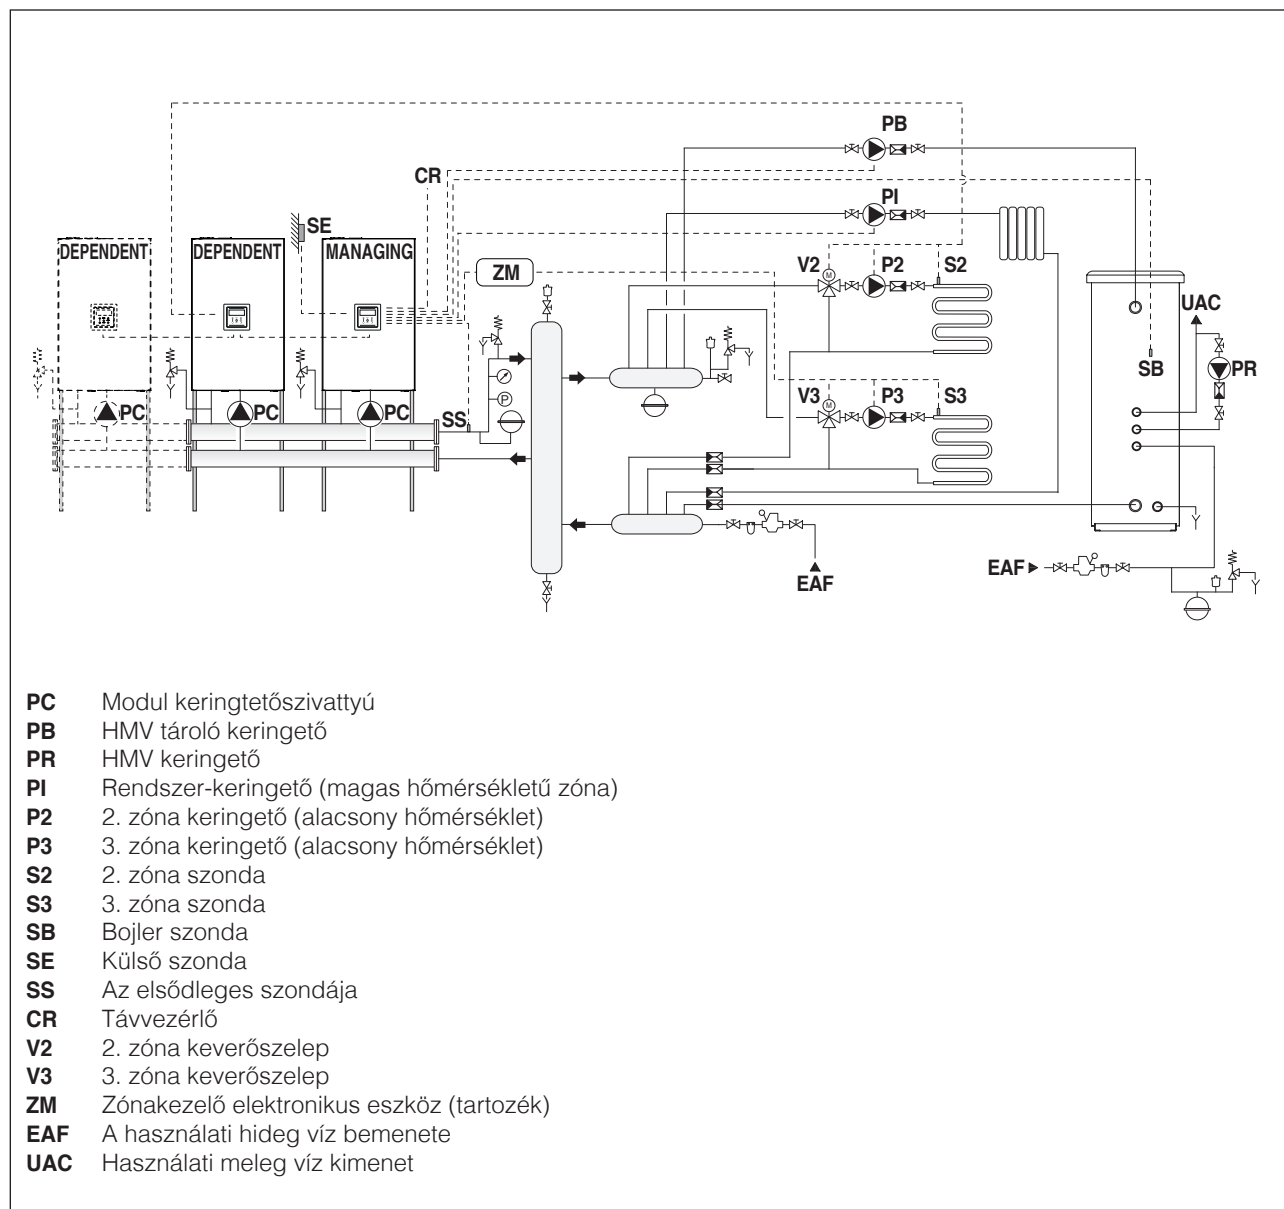 PB
CR
PI
SE
DEPENDENT
DEPENDENT
MANAGING
ZM
V2
M
P2
S2
UAC
SB
PR
PC
PC
PC
SS
P
V3
M
P3
S3
EAF
EAF
PC Modul keringtetőszivattyú
PB HMV tároló keringető
PR HMV keringető
PI Rendszer-keringető (magas hőmérsékletű zóna)
P2 2. zóna keringető (alacsony hőmérséklet)
P3 3. zóna keringető (alacsony hőmérséklet)
S2 2. zóna szonda
S3 3. zóna szonda
SB Bojler szonda
SE Külső szonda
SS Az elsődleges szondája
CR Távvezérlő
V2 2. zóna keverőszelep
V3 3. zóna keverőszelep
ZM Zónakezelő elektronikus eszköz (tartozék)
EAF A használati hideg víz bemenete
UAC Használati meleg víz kimenet